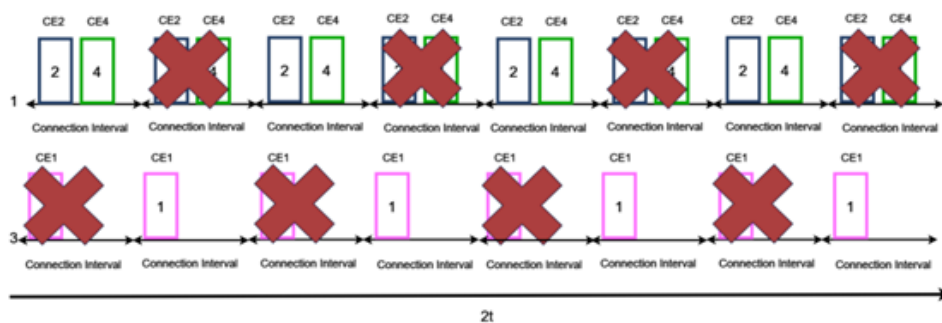 CE2 CE4 CE2 CE4 CE2 CE4 CE2 CE4 CE2 CE4 CE2 CE4 CE2 CE4 CE2 CE4
2 4 4 2 4 2 4 4 2 4
1
Connection Interval Connection Interval Connection Interval Connection Interval Connection Interval Connection Interval Connection Interval Connection Interval
CE1 CE1 CE1 CE1 CE1 CE1 CE1 CE1
1 1 1 1
3
Connection Interval Connection Interval Connection Interval Connection Interval Connection Interval Connection Interval Connection Interval Connection Interval
2t